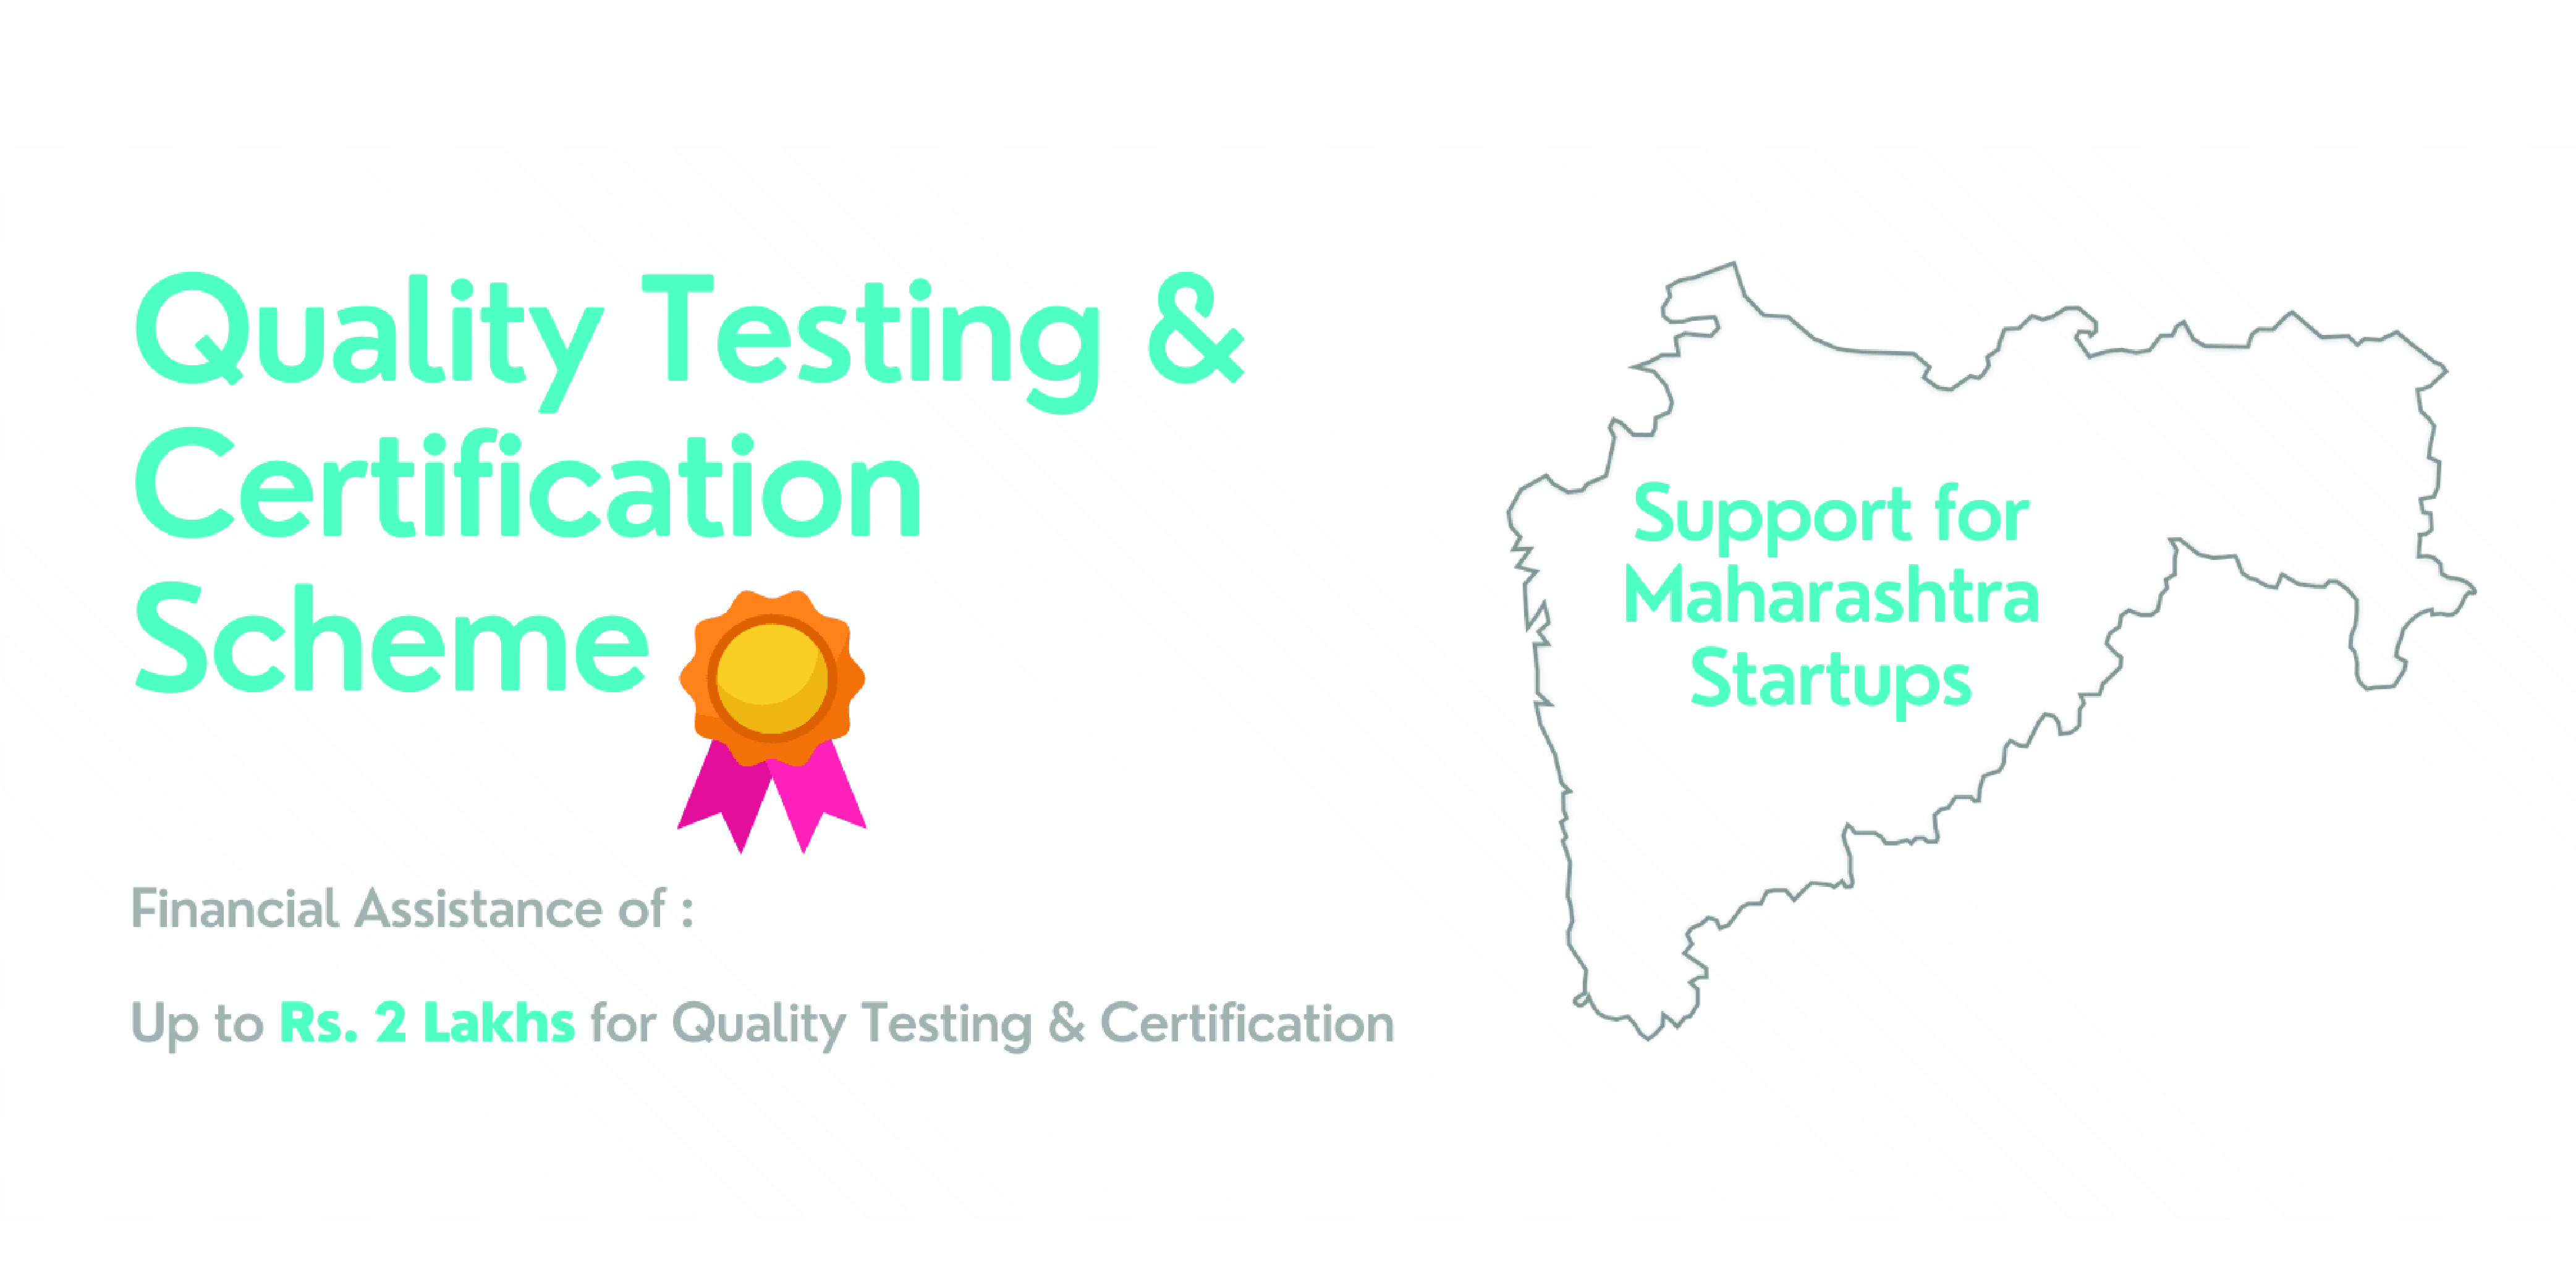 Quality Testing &
Certification
Scheme
Financial Assistance of :
Up to Rs. 2 Lakhs for Quality Testing & Certification
Support for
Maharashtra
Startups